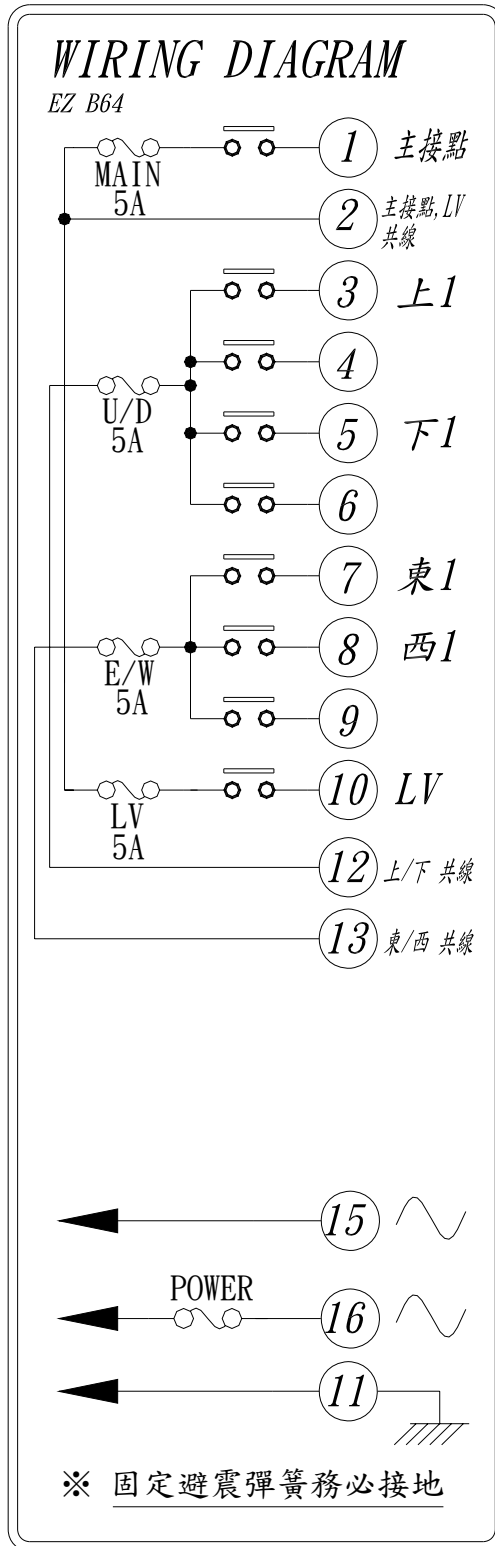 WIRING DIAGRAM
EZ B64
1 主接點
MAIN
5A
2 主接點,LV
共線
3 上1
4
U/D
5A
5 下1
6
7 東1
8 西1
E/W
5A
9
10 LV
LV
5A
12 上/下 共線
13 東/西 共線
15
POWER
16
11
※ 固定避震彈簧務必接地